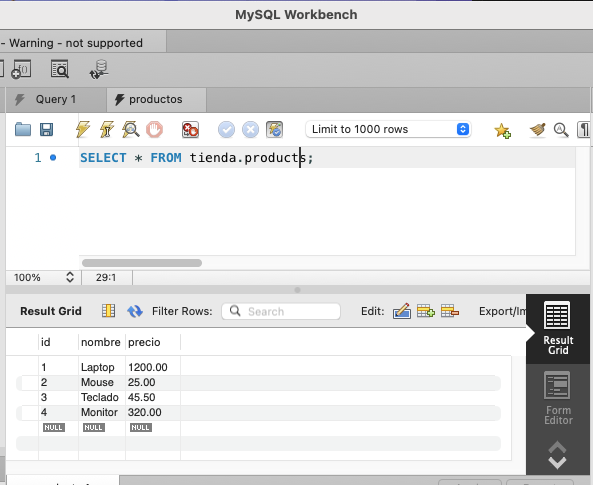 MySQL Workbench
- Warning - not supported
Query 1
productos
Limit to 1000 rows
1
SELECT * FROM tienda.products;
100%
29:1
Result Grid
Filter Rows:
Search
Edit:
Export/Im
id nombre precio
1 Laptop 1200.00
2 Mouse 25.00
3 Teclado 45.50
4 Monitor 320.00
NULL NULL NULL
Result
Grid
Form
Editor